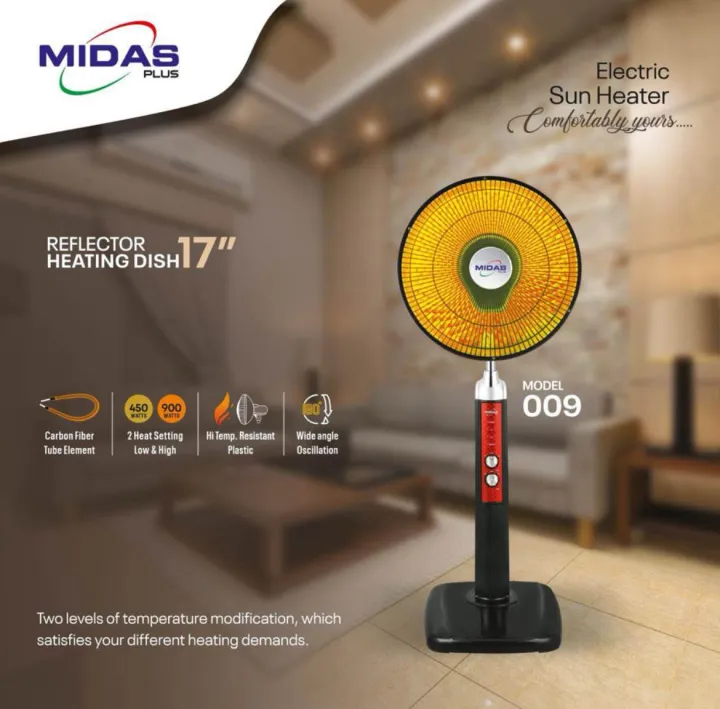 MIDAS
PLUS
Electric
Sun Heater
Comfortably yours.....
REFLECTOR
HEATING DISH 17"
MIDAS
PLUS
MODEL
009
450
WATTS
900
WATTS
Carbon Fiber
Tube Element
2 Heat Setting
Low & High
Hi Temp. Resistant
Plastic
Wide angle
Oscillation
Two levels of temperature modification, which
satisfies your different heating demands.